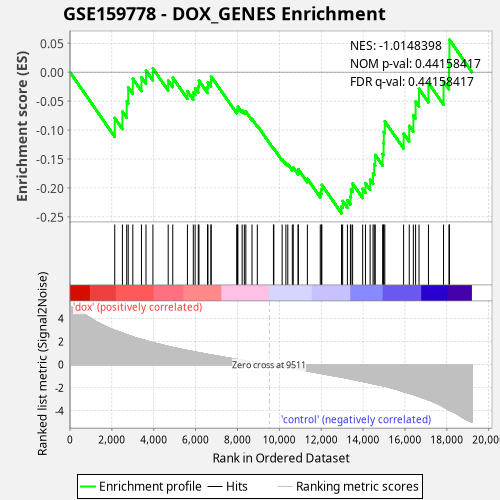 GSE159778 - DOX_GENES Enrichment
Enrichment score (ES)
0.05
0.00
-0.05
-0.10
-0.15
-0.20
-0.25
NES: -1.0148398
NOM p-val: 0.44158417
FDR q-val: 0.44158417
'dox' (positively correlated)
Ranked list metric (Signal2Noise)
4
2
0
-2
-4
Zero cross at 9511
'control' (negatively correlated)
0 2,000 4,000 6,000 8,000 10,000 12,000 14,000 16,000 18,000 20,000
Rank in Ordered Dataset
Enrichment profile Hits Ranking metric scores